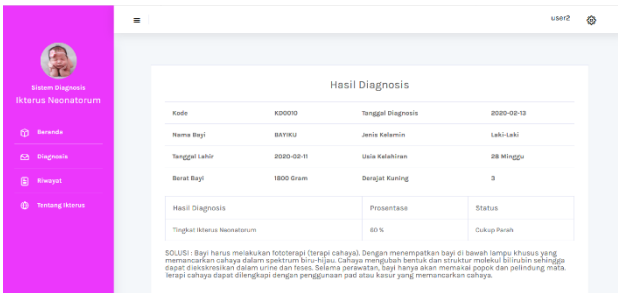 user2
Sistem Diagnosis
Ikterus Neonatorum
Beranda
Diagnosis
Riwayat
Tentang Ikterus
Hasil Diagnosis
Kode KD0010 Tanggal Diagnosis 2020-02-13
Nama Bayi BAYIKU Jenis Kelamin Laki-Laki
Tanggal Lahir 2020-02-11 Usia Kelahiran 28 Minggu
Berat Bayi 1800 Gram Derajat Kuning 3
Hasil Diagnosis Prosentase Status
Tingkat Ikterus Neonatorum 60 % Cukup Parah
SOLUSI : Bayi harus melakukan fototerapi (terapi cahaya). Dengan menempatkan bayi di bawah lampu khusus yang
memancarkan cahaya dalam spektrum biru-hijau. Cahaya mengubah bentuk dan struktur molekul bilirubin sehingga
dapat diekskresikan dalam urine dan feses. Selama perawatan, bayi hanya akan memakai popok dan pelindung mata.
Terapi cahaya dapat dilengkapi dengan penggunaan pad atau kasur yang memancarkan cahaya.